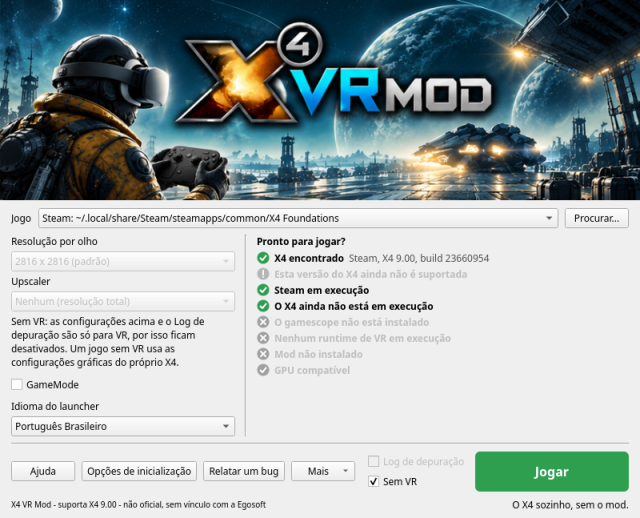 X4 VR MOD
Jogo
Steam: ~/.local/share/Steam/steamapps/common/X4 Foundations
Procurar...
Resolução por olho
2816 x 2816 (padrão)
Upscaler
Nenhum (resolução total)
Sem VR: as configurações acima e o Log de
depuração são só para VR, por isso ficam
desativados. Um jogo sem VR usa as
configurações gráficas do próprio X4.
GameMode
Idioma do launcher
Português Brasileiro
Pronto para jogar?
X4 encontrado Steam, X4 9.00, build 23660954
Esta versão do X4 ainda não é suportada
Steam em execução
O X4 ainda não está em execução
O gamescope não está instalado
Nenhum runtime de VR em execução
Mod não instalado
GPU compatível
Ajuda
Opções de inicialização
Relatar um bug
Mais
Log de depuração
Sem VR
Jogar
X4 VR Mod - suporta X4 9.00 - não oficial, sem vínculo com a Egosoft
O X4 sozinho, sem o mod.